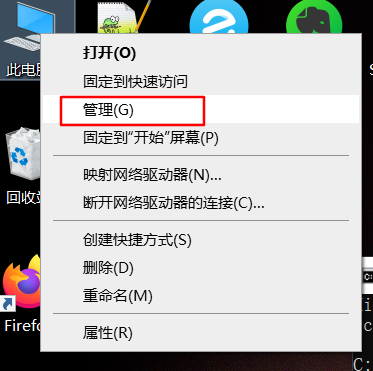 此电脑
打开(O)
固定到快速访问
管理(G)
固定到“开始”屏幕(P)
映射网络驱动器(N)...
断开网络驱动器的连接(C)...
回收站
创建快捷方式(S)
删除(D)
重命名(M)
Firefo
属性(R)
C: